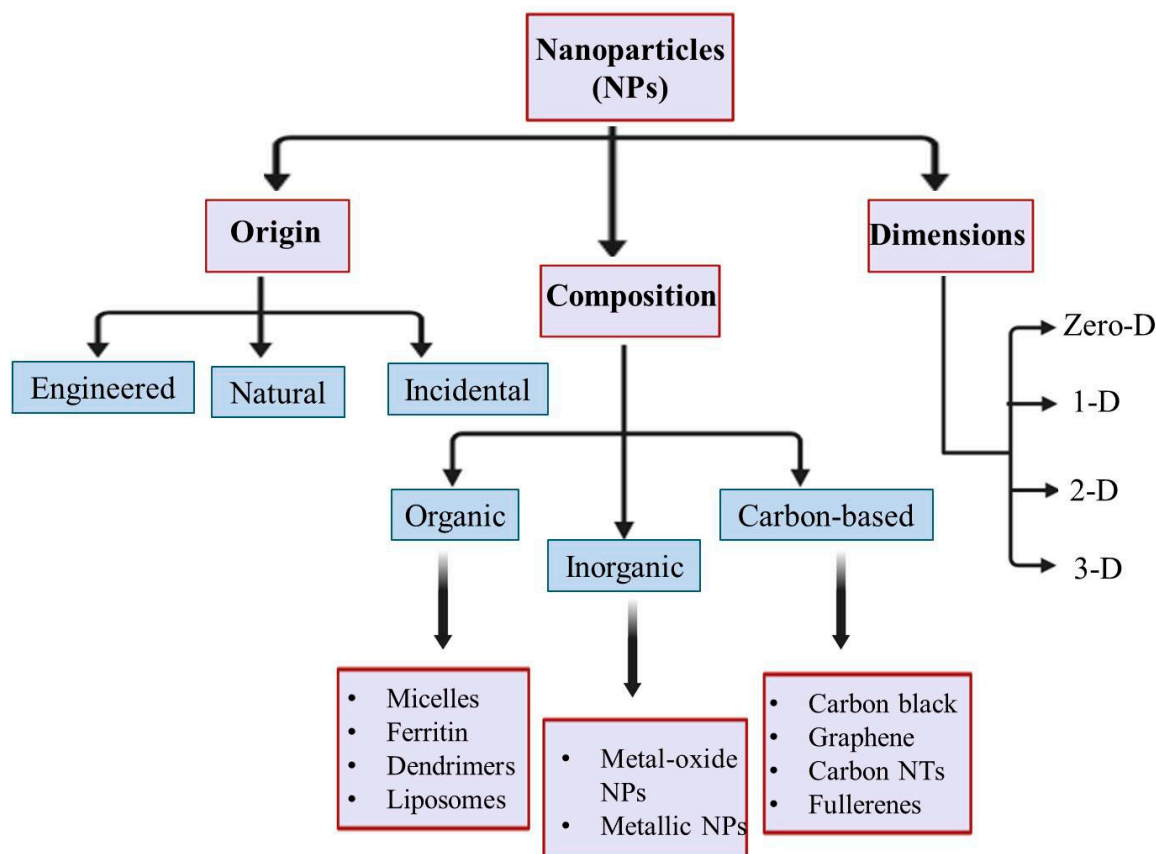 Nanoparticles
(NPs)
Origin
Dimensions
Composition
Engineered
Natural
Incidental
Zero-D
1-D
2-D
3-D
Organic
Inorganic
Carbon-based
• Micelles
• Ferritin
• Dendrimers
• Liposomes
• Metal-oxide
NPs
• Metallic NPs
• Carbon black
• Graphene
• Carbon NTs
• Fullerenes